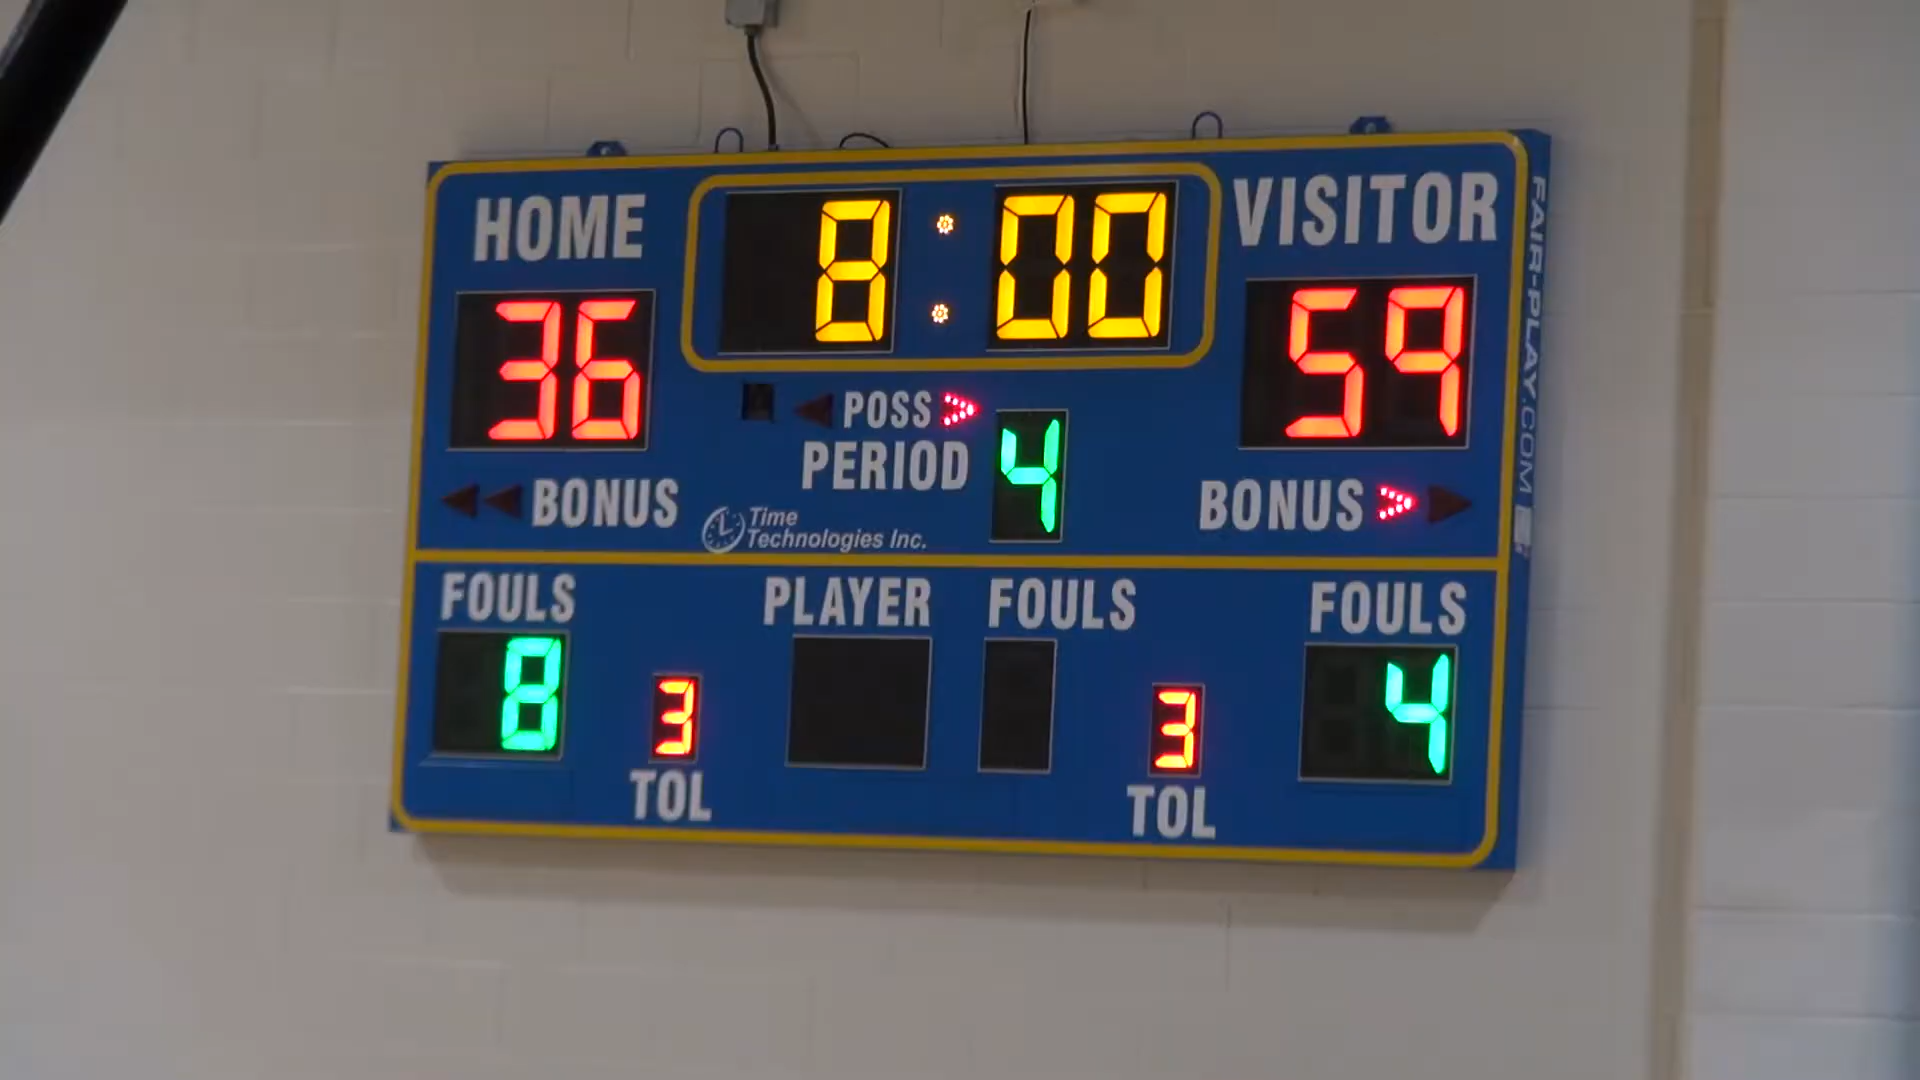 HOME
8:00
VISITOR
36
59
POSS
PERIOD
4
BONUS
BONUS
Time
Technologies Inc.
FAIR-PLAY.COM
FOULS
PLAYER
FOULS
FOULS
8
3
3
4
TOL
TOL